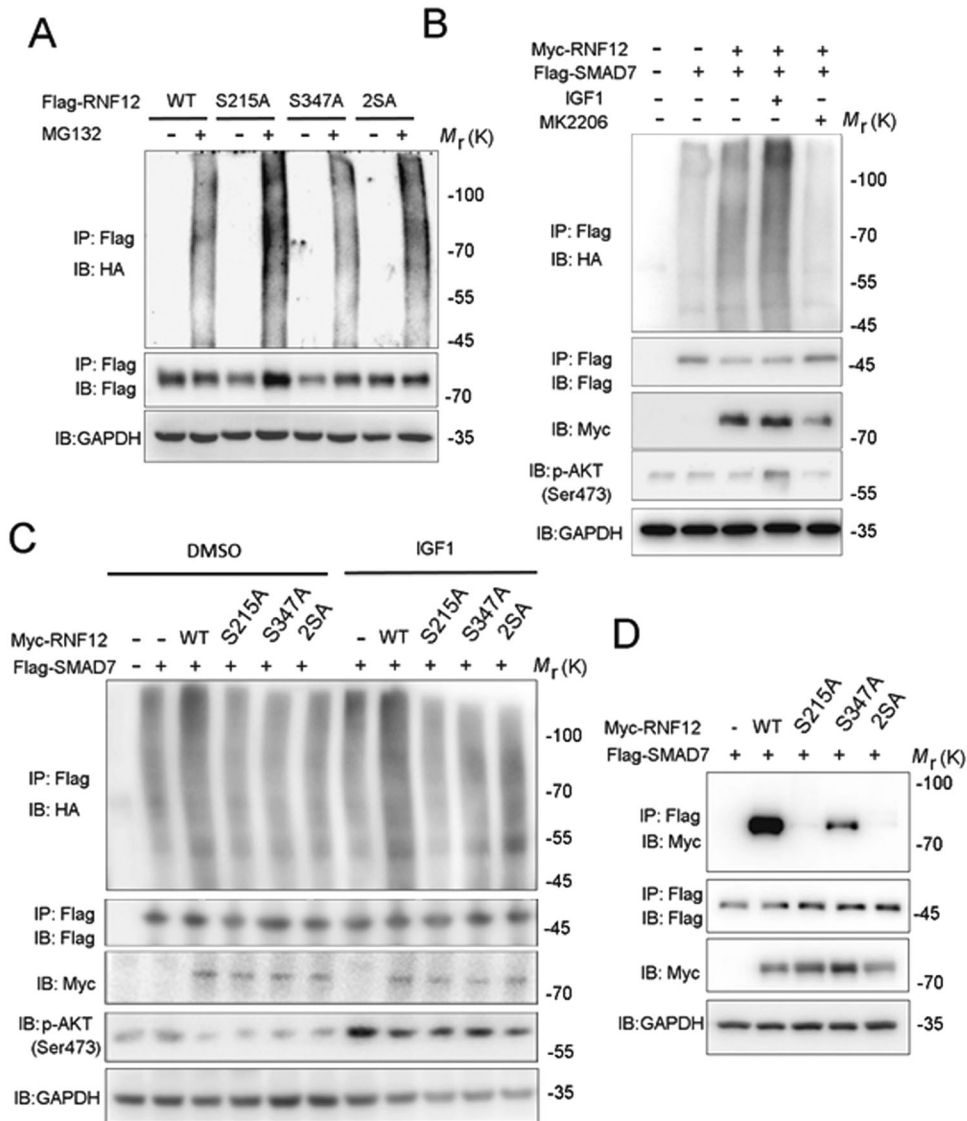 A
Flag-RNF12 WT S215A S347A 2SA
MG132 - + - + - + - + Mr (K)
-100
IP: Flag
IB: HA
-70
-55
-45
IP: Flag
IB: Flag
-70
IB:GAPDH -35
B
Myc-RNF12 - - + + +
Flag-SMAD7 - + + + +
IGF1 - - - + -
MK2206 - - - - + Mr (K)
-100
IP: Flag
IB: HA
-70
-55
-45
IP: Flag
IB: Flag
-45
IB: Myc
-70
IB:p-AKT
(Ser473)
-55
IB:GAPDH -35
C
DMSO IGF1
Myc-RNF12 - - WT S215A S347A 2SA - WT S215A S347A 2SA
Flag-SMAD7 - + + + + + + + + + Mr (K)
-100
IP: Flag
IB: HA
-70
-55
-45
IP: Flag
IB: Flag
-45
IB: Myc
-70
IB:p-AKT
(Ser473)
-55
IB:GAPDH -35
D
Myc-RNF12 - WT S215A S347A 2SA
Flag-SMAD7 + + + + + Mr (K)
-100
IP: Flag
IB: Myc
-70
IP: Flag
IB: Flag
-45
IB: Myc
-70
IB:GAPDH -35